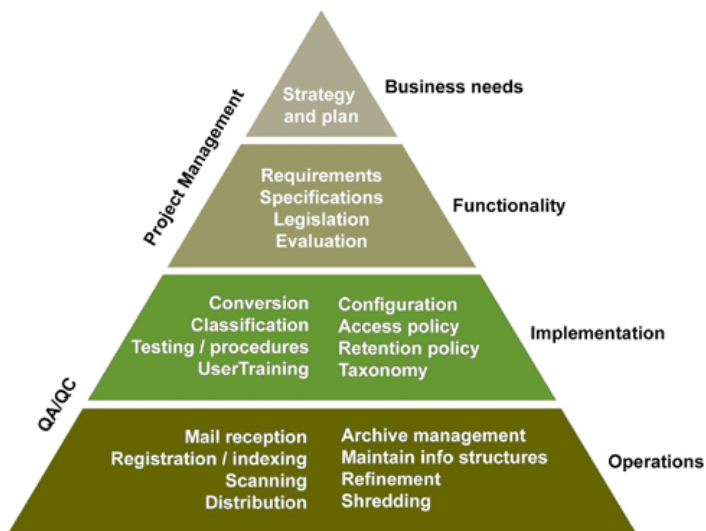 Strategy
and plan
Business needs
Project Management
Requirements
Specifications
Legislation
Evaluation
Functionality
Conversion
Classification
Testing / procedures
UserTraining
Configuration
Access policy
Retention policy
Taxonomy
Implementation
QA/QC
Mail reception
Registration / indexing
Scanning
Distribution
Archive management
Maintain info structures
Refinement
Shredding
Operations